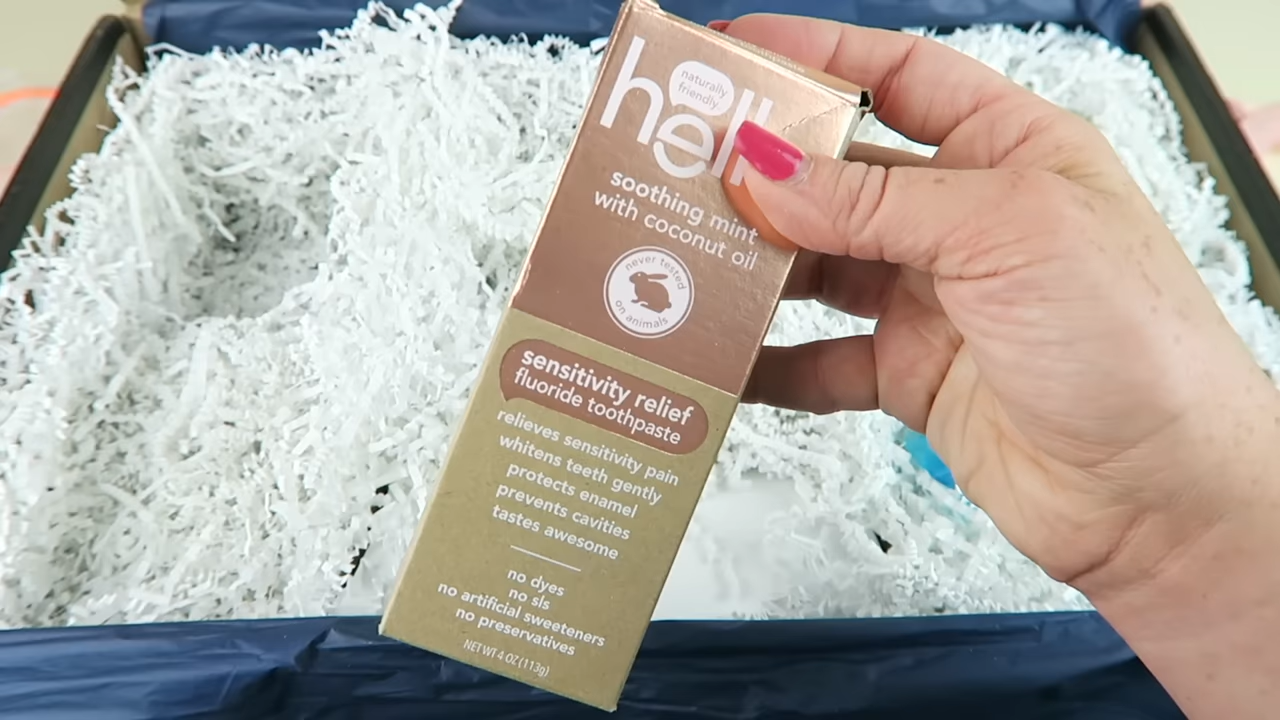 naturally
friendly
hell
soothing mint
with coconut oil
never tested
on animals
sensitivity relief
fluoride toothpaste
relieves sensitivity pain
whitens teeth gently
protects enamel
prevents cavities
tastes awesome
no dyes
no sls
no artificial sweeteners
no preservatives
NET WT 4 OZ (113g)